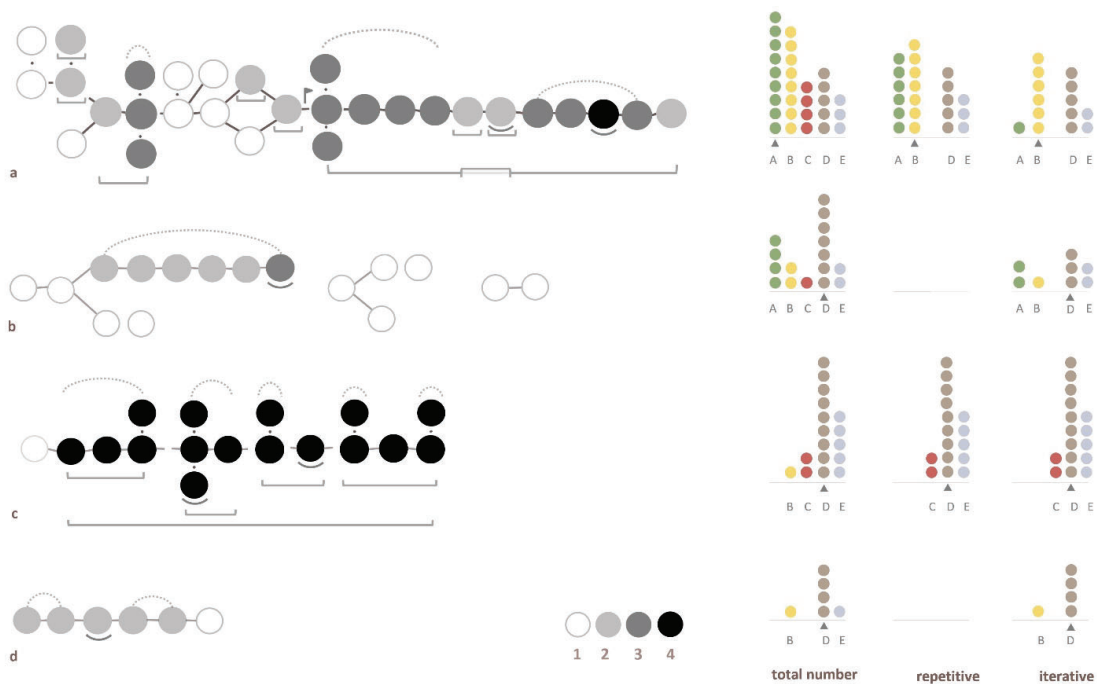 a
A B C D E
A B D E
A B D E
b
A B C D E
A B D E
c
B C D E
C D E
C D E
d
1 2 3 4
B D E
B D
total number
repetitive
iterative